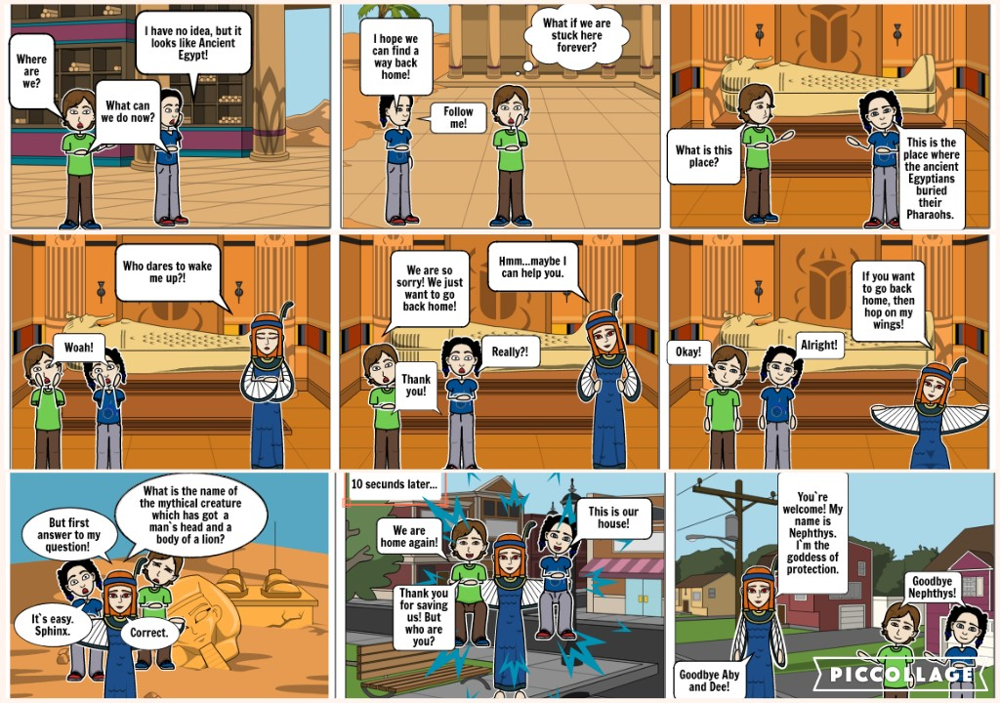 Where
are
we?
I have no idea, but it
looks like Ancient
Egypt!
What can
we do now?
I hope we
can find a
way back
home!
Follow
me!
What if we are
stuck here
forever?
What is this
place?
This is the
place where
the ancient
Egyptians
buried
their
Pharaohs.
Who dares to wake
me up?!
Woah!
We are so
sorry! We just
want to go
back home!
Hmm...maybe I
can help you.
Really?!
Thank
you!
If you want
to go back
home, then
hop on my
wings!
Okay!
Alright!
But first
answer to my
question!
What is the name of
the mythical creature
which has got a
man`s head and a
body of a lion?
It`s easy.
Sphinx.
Correct.
10 seconds later...
We are
home again!
This is our
house!
Thank you
for saving
us! But
who are
you?
You`re
welcome! My
name is
Nephthys.
I`m the
goddess of
protection.
Goodbye
Nephthys!
Goodbye Aby
and Dee!
PICCOLLAGE